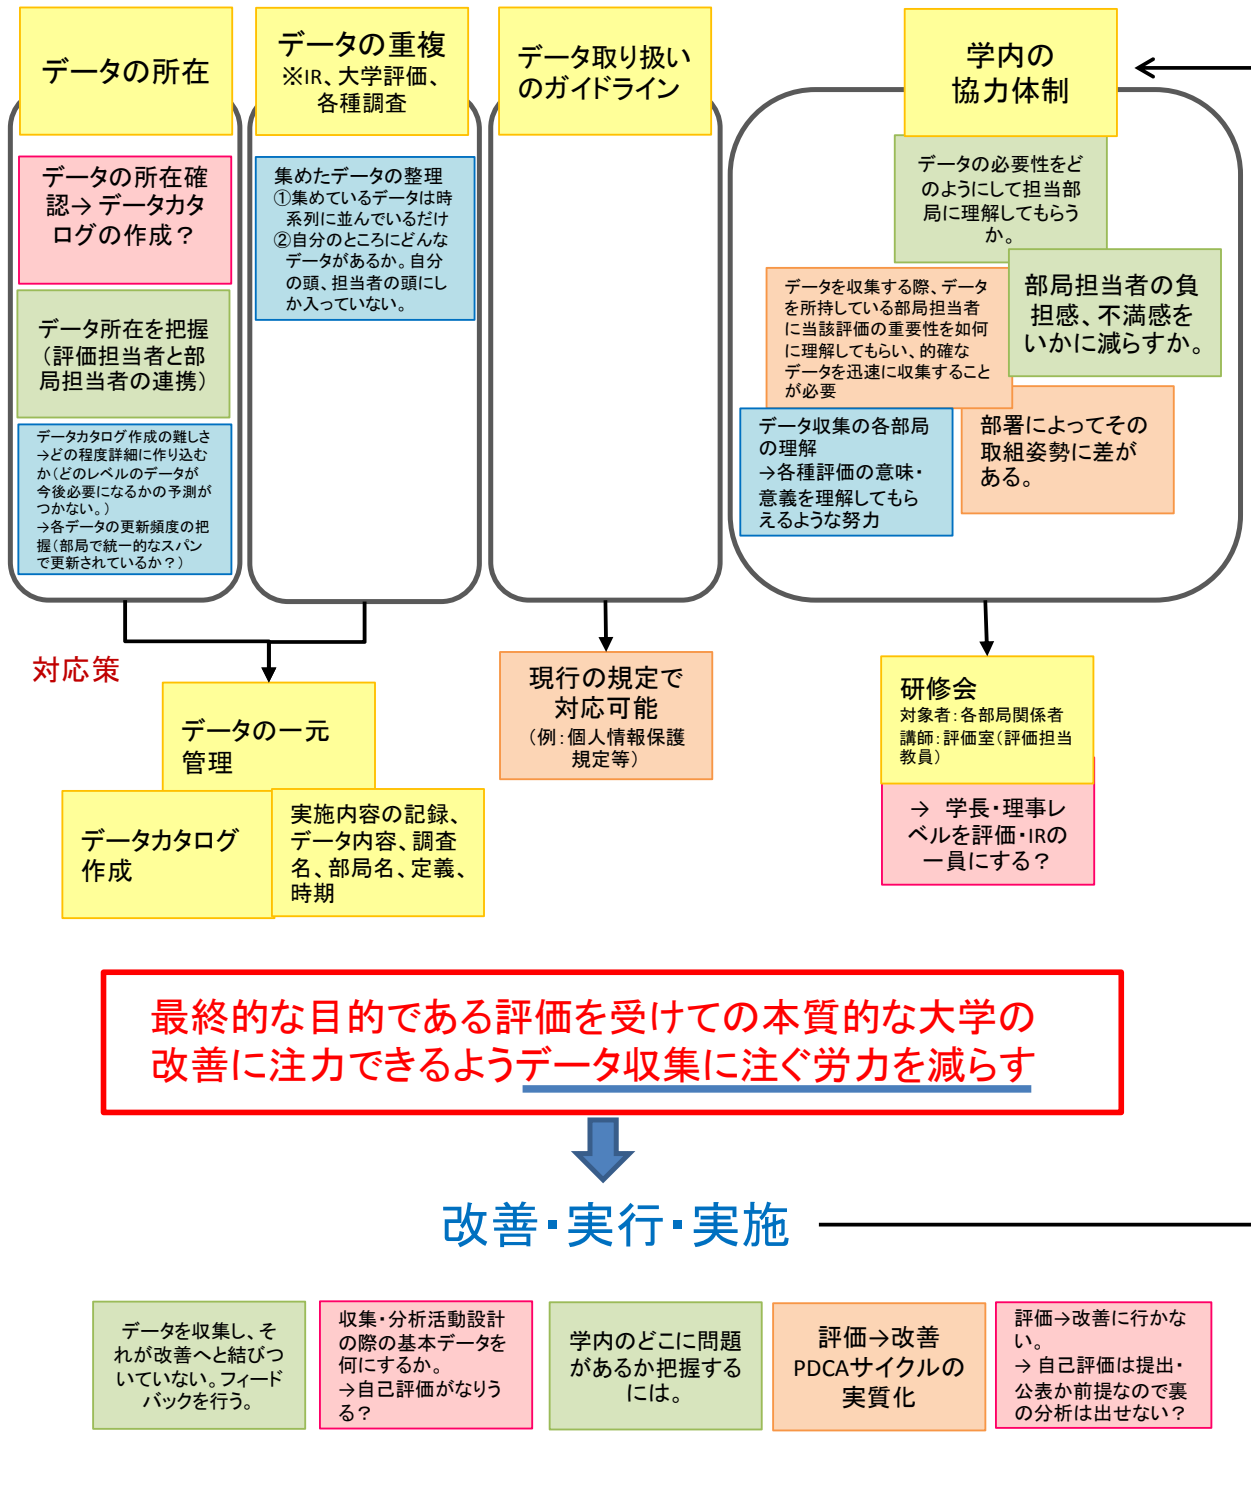 データの所在
データの重複
※IR、大学評価、
各種調査
データ取り扱い
のガイドライン
学内の
協力体制
データの所在確
認→ データカタ
ログの作成？
データ所在を把握
（評価担当者と部
局担当者の連携）
データカタログ作成の難しさ
→どの程度詳細に作り込む
か（どのレベルのデータが
今後必要になるかの予測が
つかない。）
→各データの更新頻度の把
握（部局で統一的なスパン
で更新されているか？）
集めたデータの整理
①集めているデータは時
系列に並んでいるだけ
②自分のところにどんな
データがあるか。自分
の頭、担当者の頭にし
か入っていない。
データの必要性をど
のようにして担当部
局に理解してもらう
か。
部局担当者の負
担感、不満感を
いかに減らすか。
データを収集する際、データ
を所持している部局担当者
に当該評価の重要性を如何
に理解してもらい、的確な
データを迅速に収集すること
が必要
部署によってその
取組姿勢に差が
ある。
データ収集の各部局
の理解
→各種評価の意味・
意義を理解してもら
えるような努力
対応策
データの一元
管理
データカタログ
作成
実施内容の記録、
データ内容、調査
名、部局名、定義、
時期
現行の規定で
対応可能
（例：個人情報保護
規定等）
研修会
対象者：各部局関係者
講師：評価室（評価担当
教員）
→ 学長・理事レ
ベルを評価・IRの
一員にする？
最終的な目的である評価を受けての本質的な大学の
改善に注力できるようデータ収集に注ぐ労力を減らす
改善・実行・実施
データを収集し、そ
れが改善へと結びつ
いていない。フィード
バックを行う。
収集・分析活動設計
の際の基本データを
何にするか。
→自己評価がなりう
る？
学内のどこに問題
があるか把握する
には。
評価→改善
PDCAサイクルの
実質化
評価→改善に行かな
い。
→ 自己評価は提出・
公表か前提なので裏
の分析は出せない？